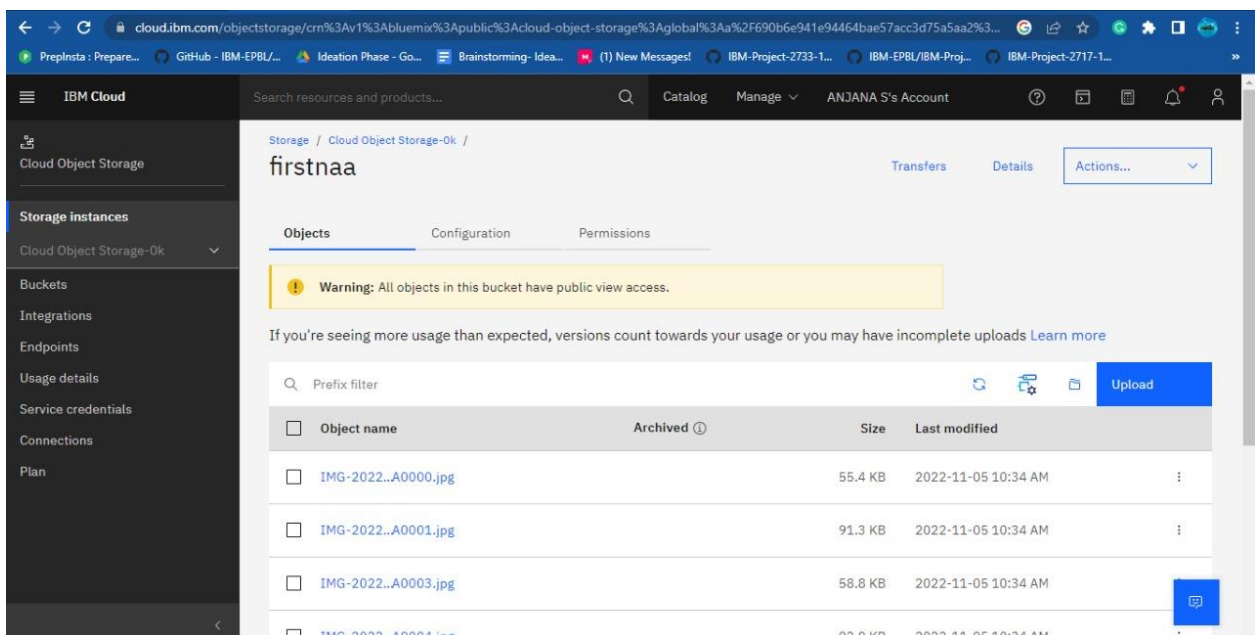 cloud.ibm.com/objectstorage/crn%3Av1%3Abluemix%3Apublic%3Acloud-object-storage%3Aglobal%3Aa%2F690b6e941e94464bae57acc3d75a5aa2%3...
PrepInsta : Prepare... GitHub - IBM-EPBL/... Ideation Phase - Go... Brainstorming- Idea... (1) New Messages! IBM-Project-2733-1... IBM-EPBL/IBM-Proj... IBM-Project-2717-1... »
IBM Cloud Search resources and products... Catalog Manage ANJANA S's Account
Cloud Object Storage
Storage instances
Cloud Object Storage-0k
Buckets
Integrations
Endpoints
Usage details
Service credentials
Connections
Plan
Storage / Cloud Object Storage-0k /
firstnaa Transfers Details Actions...
Objects Configuration Permissions
Warning: All objects in this bucket have public view access.
If you're seeing more usage than expected, versions count towards your usage or you may have incomplete uploads Learn more
Prefix filter Upload
Object name Archived Size Last modified
IMG-2022..A0000.jpg 55.4 KB 2022-11-05 10:34 AM
IMG-2022..A0001.jpg 91.3 KB 2022-11-05 10:34 AM
IMG-2022..A0003.jpg 58.8 KB 2022-11-05 10:34 AM